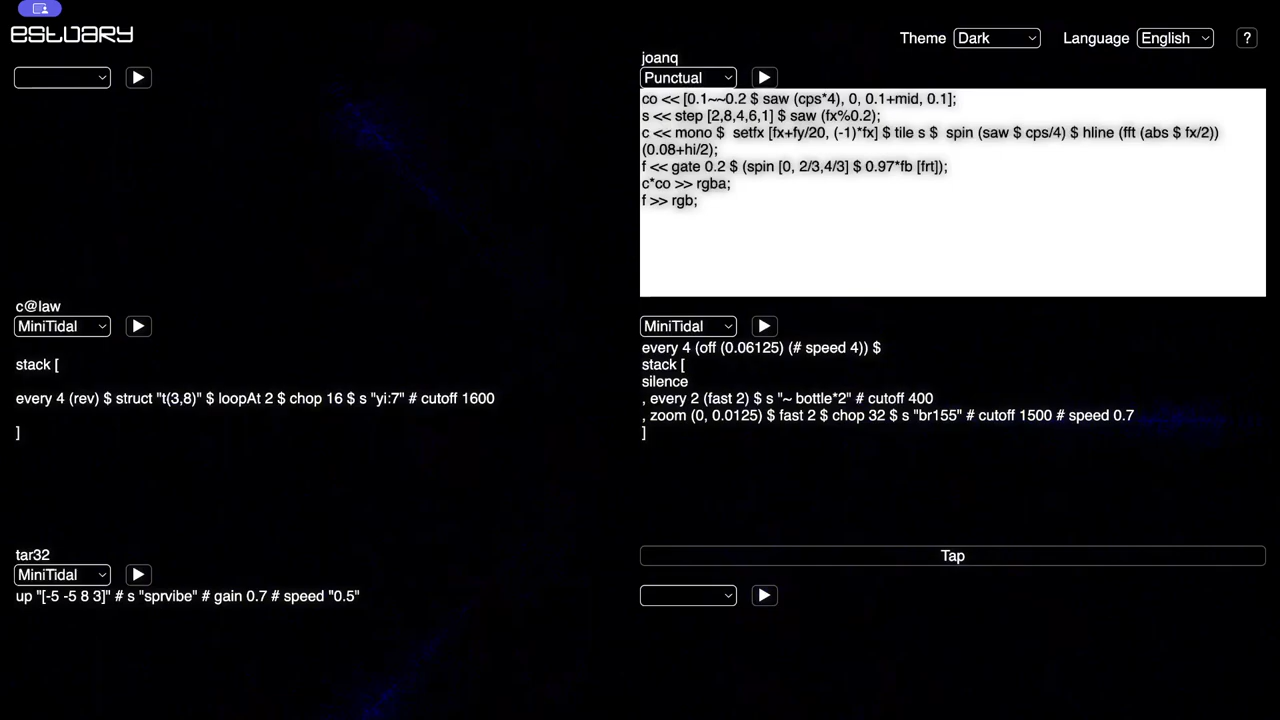 estuary
Theme Dark Language English ?
joanq
Punctual
co << [0.1~~0.2 $ saw (cps*4), 0, 0.1+mid, 0.1];
s << step [2,8,4,6,1] $ saw (fx%0.2);
c << mono $  setfx [fx+fy/20, (-1)*fx] $ tile s $  spin (saw $ cps/4) $ hline (fft (abs $ fx/2))
(0.08+hi/2);
f << gate 0.2 $ (spin [0, 2/3,4/3] $ 0.97*fb [frt]);
c*co >> rgba;
f >> rgb;
c@law
MiniTidal
stack [
every 4 (rev) $ struct "t(3,8)" $ loopAt 2 $ chop 16 $ s "yi:7" # cutoff 1600
]
MiniTidal
every 4 (off (0.06125) (# speed 4)) $
stack [
silence
, every 2 (fast 2) $ s "~ bottle*2" # cutoff 400
, zoom (0, 0.0125) $ fast 2 $ chop 32 $ s "br155" # cutoff 1500 # speed 0.7
]
tar32
MiniTidal
up "[-5 -5 8 3]" # s "sprvibe" # gain 0.7 # speed "0.5"
Tap